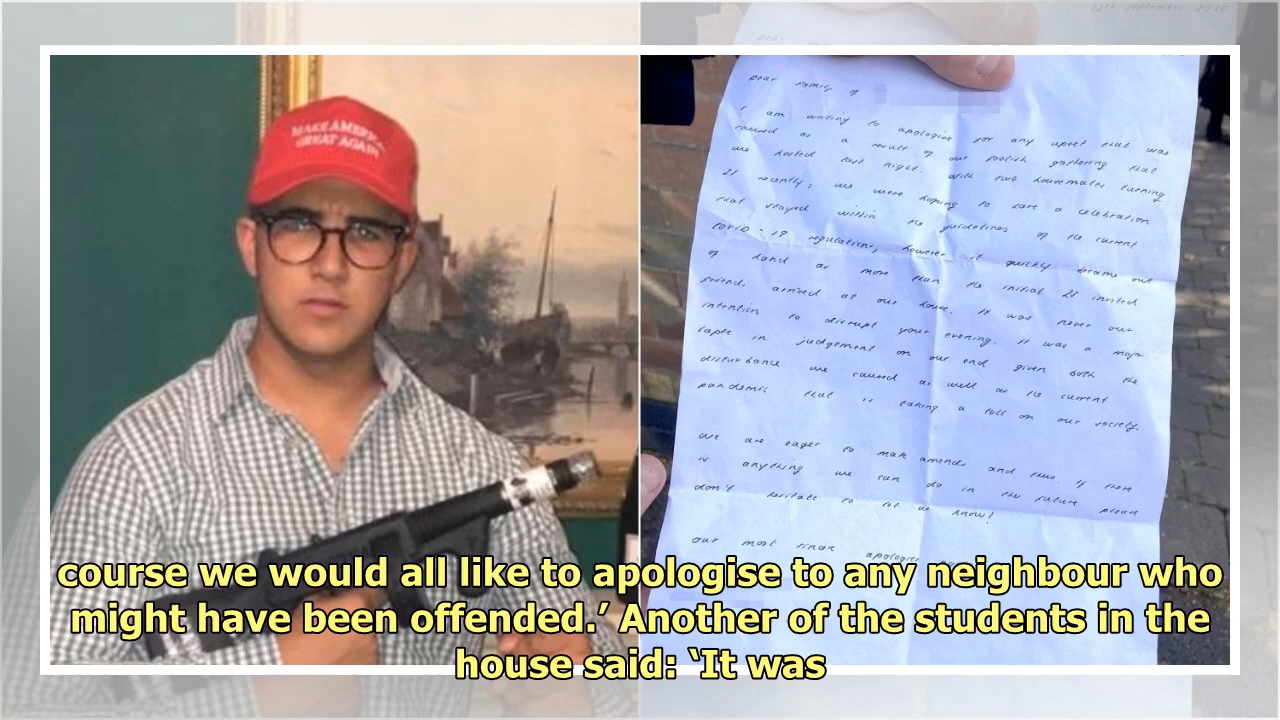 MAKE AMERI
GREAT AGAIN
12th September 2020
Dear family of
I am writing to apologise for any upset that was
caused as a result of our foolish gathering that
we hosted last night. With two housemates turning
21 recently, we were hoping to have a celebration
that stayed within the guidelines of the current
COVID-19 regulations, however, it quickly became out
of hand as more than the initial 21 invited
friends arrived at our house. It was never our
intention to disrupt your evening. It was a major
lapse in judgement on our end given both the
disturbance we caused as well as the current
pandemic that is taking a toll on our society.
We are eager to make amends and thus if there
is anything we can do in the future please
don't hesitate to let us know!
Our most apologies
course we would all like to apologise to any neighbour who
might have been offended.’ Another of the students in the
house said: ‘It was